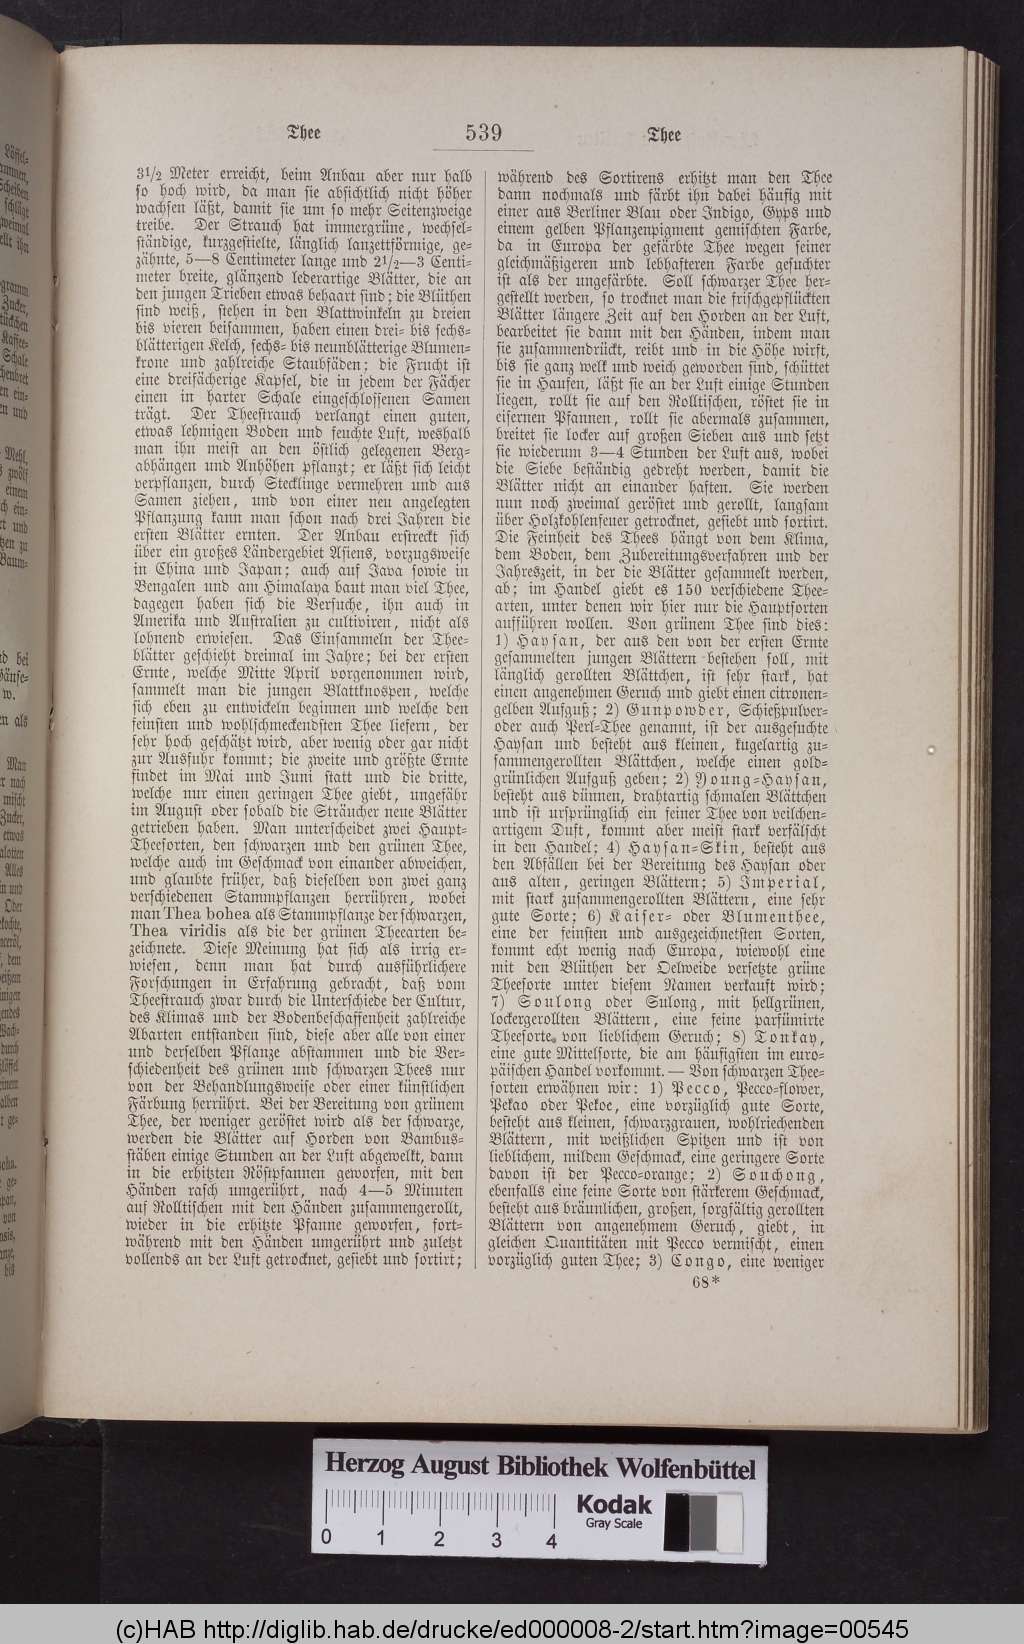 Thee 539 Thee
3½ Meter erreicht, beim Anbau aber nur halb
so hoch wird, da man sie absichtlich nicht höher
wachsen läßt, damit sie um so mehr Seitenzweige
treibe. Der Strauch hat immergrüne, wechsel-
ständige, kurzgestielte, länglich lanzettförmige, ge-
zähnte, 5—8 Centimeter lange und 2½—3 Centi-
meter breite, glänzend lederartige Blätter, die an
den jungen Trieben etwas behaart sind; die Blüthen
sind weiß, stehen in den Blattwinkeln zu dreien
bis vieren beisammen, haben einen drei- bis sechs-
blätterigen Kelch, sechs- bis neunblätterige Blumen-
krone und zahlreiche Staubfäden; die Frucht ist
eine dreifächerige Kapsel, die in jedem der Fächer
einen in harter Schale eingeschlossenen Samen
trägt. Der Theestrauch verlangt einen guten,
etwas lehmigen Boden und feuchte Luft, weshalb
man ihn meist an den östlich gelegenen Berg-
abhängen und Anhöhen pflanzt; er läßt sich leicht
verpflanzen, durch Stecklinge vermehren und aus
Samen ziehen, und von einer neu angelegten
Pflanzung kann man schon nach drei Jahren die
ersten Blätter ernten. Der Anbau erstreckt sich
über ein großes Ländergebiet Asiens, vorzugsweise
in China und Japan; auch auf Java sowie in
Bengalen und am Himalaya baut man viel Thee,
dagegen haben sich die Versuche, ihn auch in
Amerika und Australien zu cultiviren, nicht als
lohnend erwiesen. Das Einsammeln der Thee-
blätter geschieht dreimal im Jahre; bei der ersten
Ernte, welche Mitte April vorgenommen wird,
sammelt man die jungen Blattknospen, welche
sich eben zu entwickeln beginnen und welche den
feinsten und wohlschmeckendsten Thee liefern, der
sehr hoch geschätzt wird, aber wenig oder gar nicht
zur Ausfuhr kommt; die zweite und größte Ernte
findet im Mai und Juni statt und die dritte,
welche nur einen geringen Thee giebt, ungefähr
im August oder sobald die Sträucher neue Blätter
getrieben haben. Man unterscheidet zwei Haupt-
Theesorten, den schwarzen und den grünen Thee,
welche auch im Geschmack von einander abweichen,
und glaubte früher, daß dieselben von zwei ganz
verschiedenen Stammpflanzen herrühren, wobei
man Thea bohea als Stammpflanze der schwarzen,
Thea viridis als die der grünen Theearten be-
zeichnete. Diese Meinung hat sich als irrig er-
wiesen, denn man hat durch ausführlichere
Forschungen in Erfahrung gebracht, daß vom
Theestrauch zwar durch die Unterschiede der Cultur,
des Klimas und der Bodenbeschaffenheit zahlreiche
Abarten entstanden sind, diese aber alle von einer
und derselben Pflanze abstammen und die Ver-
schiedenheit des grünen und schwarzen Thees nur
von der Behandlungsweise oder einer künstlichen
Färbung herrührt. Bei der Bereitung von grünem
Thee, der weniger geröstet wird als der schwarze,
werden die Blätter auf Horden von Bambus-
stäben einige Stunden an der Luft abgewelkt, dann
in die erhitzten Röstpfannen geworfen, mit den
Händen rasch umgerührt, nach 4—5 Minuten
auf Rolltischen mit den Händen zusammengerollt,
wieder in die erhitzte Pfanne geworfen, fort-
während mit den Händen umgerührt und zuletzt
vollends an der Luft getrocknet, gesiebt und sortirt;
während des Sortirens erhitzt man den Thee
dann nochmals und färbt ihn dabei häufig mit
einer aus Berliner Blau oder Indigo, Gyps und
einem gelben Pflanzenpigment gemischten Farbe,
da in Europa der gefärbte Thee wegen seiner
gleichmäßigeren und lebhafteren Farbe gesuchter
ist als der ungefärbte. Soll schwarzer Thee her-
gestellt werden, so trocknet man die frischgepflückten
Blätter längere Zeit auf den Horden an der Luft,
bearbeitet sie dann mit den Händen, indem man
sie zusammendrückt, reibt und in die Höhe wirft,
bis sie ganz welk und weich geworden sind, schüttet
sie in Haufen, läßt sie an der Luft einige Stunden
liegen, rollt sie auf den Rolltischen, röstet sie in
eisernen Pfannen, rollt sie abermals zusammen,
breitet sie locker auf großen Sieben aus und setzt
sie wiederum 3—4 Stunden der Luft aus, wobei
die Siebe beständig gedreht werden, damit die
Blätter nicht an einander haften. Sie werden
nun noch zweimal geröstet und gerollt, langsam
über Holzkohlenfeuer getrocknet, gesiebt und sortirt.
Die Feinheit des Thees hängt von dem Klima,
dem Boden, dem Zubereitungsverfahren und der
Jahreszeit, in der die Blätter gesammelt werden,
ab; im Handel giebt es 150 verschiedene Thee-
arten, unter denen wir hier nur die Hauptsorten
aufführen wollen. Von grünem Thee sind dies:
1) Haysan, der aus den von der ersten Ernte
gesammelten jungen Blättern bestehen soll, mit
länglich gerollten Blättchen, ist sehr stark, hat
einen angenehmen Geruch und giebt einen citronen-
gelben Aufguß; 2) Gunpowder, Schießpulver-
oder auch Perl-Thee genannt, ist der ausgesuchte
Haysan und besteht aus kleinen, kugelartig zu-
sammengerollten Blättchen, welche einen gold-
grünlichen Aufguß geben; 2) Young-Haysan,
besteht aus dünnen, drahtartig schmalen Blättchen
und ist ursprünglich ein feiner Thee von veilchen-
artigem Duft, kommt aber meist stark verfälscht
in den Handel; 4) Haysan-Skin, besteht aus
den Abfällen bei der Bereitung des Haysan oder
aus alten, geringen Blättern; 5) Imperial,
mit stark zusammengerollten Blättern, eine sehr
gute Sorte; 6) Kaiser- oder Blumenthee,
eine der feinsten und ausgezeichnetsten Sorten,
kommt echt wenig nach Europa, wiewohl eine
mit den Blüthen der Oelweide versetzte grüne
Theesorte unter diesem Namen verkauft wird;
7) Soulong oder Sulong, mit hellgrünen,
lockergerollten Blättern, eine feine parfümirte
Theesorte von lieblichem Geruch; 8) Tonkay,
eine gute Mittelsorte, die am häufigsten im euro-
päischen Handel vorkommt. — Von schwarzen Thee-
sorten erwähnen wir: 1) Pecco, Pecco-flower,
Pekao oder Pekoe, eine vorzüglich gute Sorte,
besteht aus kleinen, schwarzgrauen, wohlriechenden
Blättern, mit weißlichen Spitzen und ist von
lieblichem, mildem Geschmack, eine geringere Sorte
davon ist der Pecco-orange; 2) Souchong,
ebenfalls eine feine Sorte von stärkerem Geschmack,
besteht aus bräunlichen, großen, sorgfältig gerollten
Blättern von angenehmem Geruch, giebt, in
gleichen Quantitäten mit Pecco vermischt, einen
vorzüglich guten Thee; 3) Congo, eine weniger
68*
Herzog August Bibliothek Wolfenbüttel
Kodak
Gray Scale
0 1 2 3 4
(c)HAB http://diglib.hab.de/drucke/ed000008-2/start.htm?image=00545